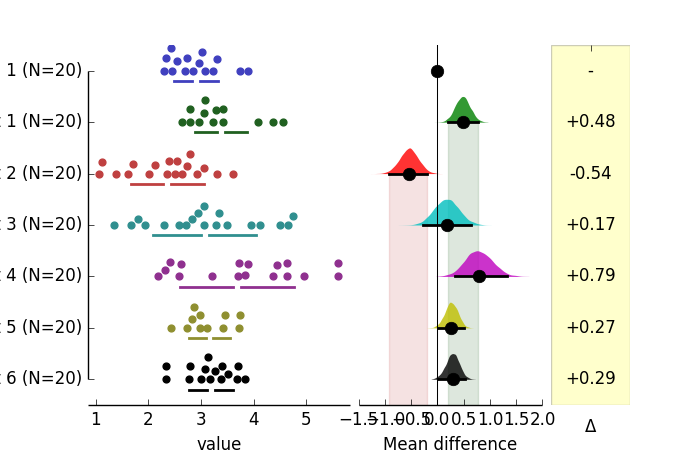 1 (N=20) -
1 (N=20) +0.48
2 (N=20) -0.54
3 (N=20) +0.17
4 (N=20) +0.79
5 (N=20) +0.27
6 (N=20) +0.29
1 2 3 4 5 −1.5 −1.0 −0.5 0.0 0.5 1.0 1.5 2.0
value Mean difference Δ